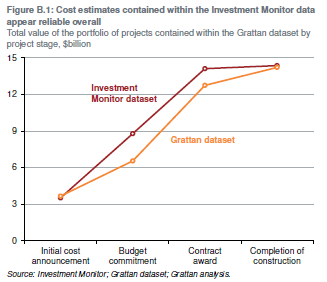 Figure B.1: Cost estimates contained within the Investment Monitor data
appear reliable overall
Total value of the portfolio of projects contained within the Grattan dataset by
project stage, $billion
15
12
9
6
3
0
Investment
Monitor dataset
Grattan dataset
Initial cost
announcement
Budget
commitment
Contract
award
Completion of
construction
Source: Investment Monitor; Grattan dataset; Grattan analysis.